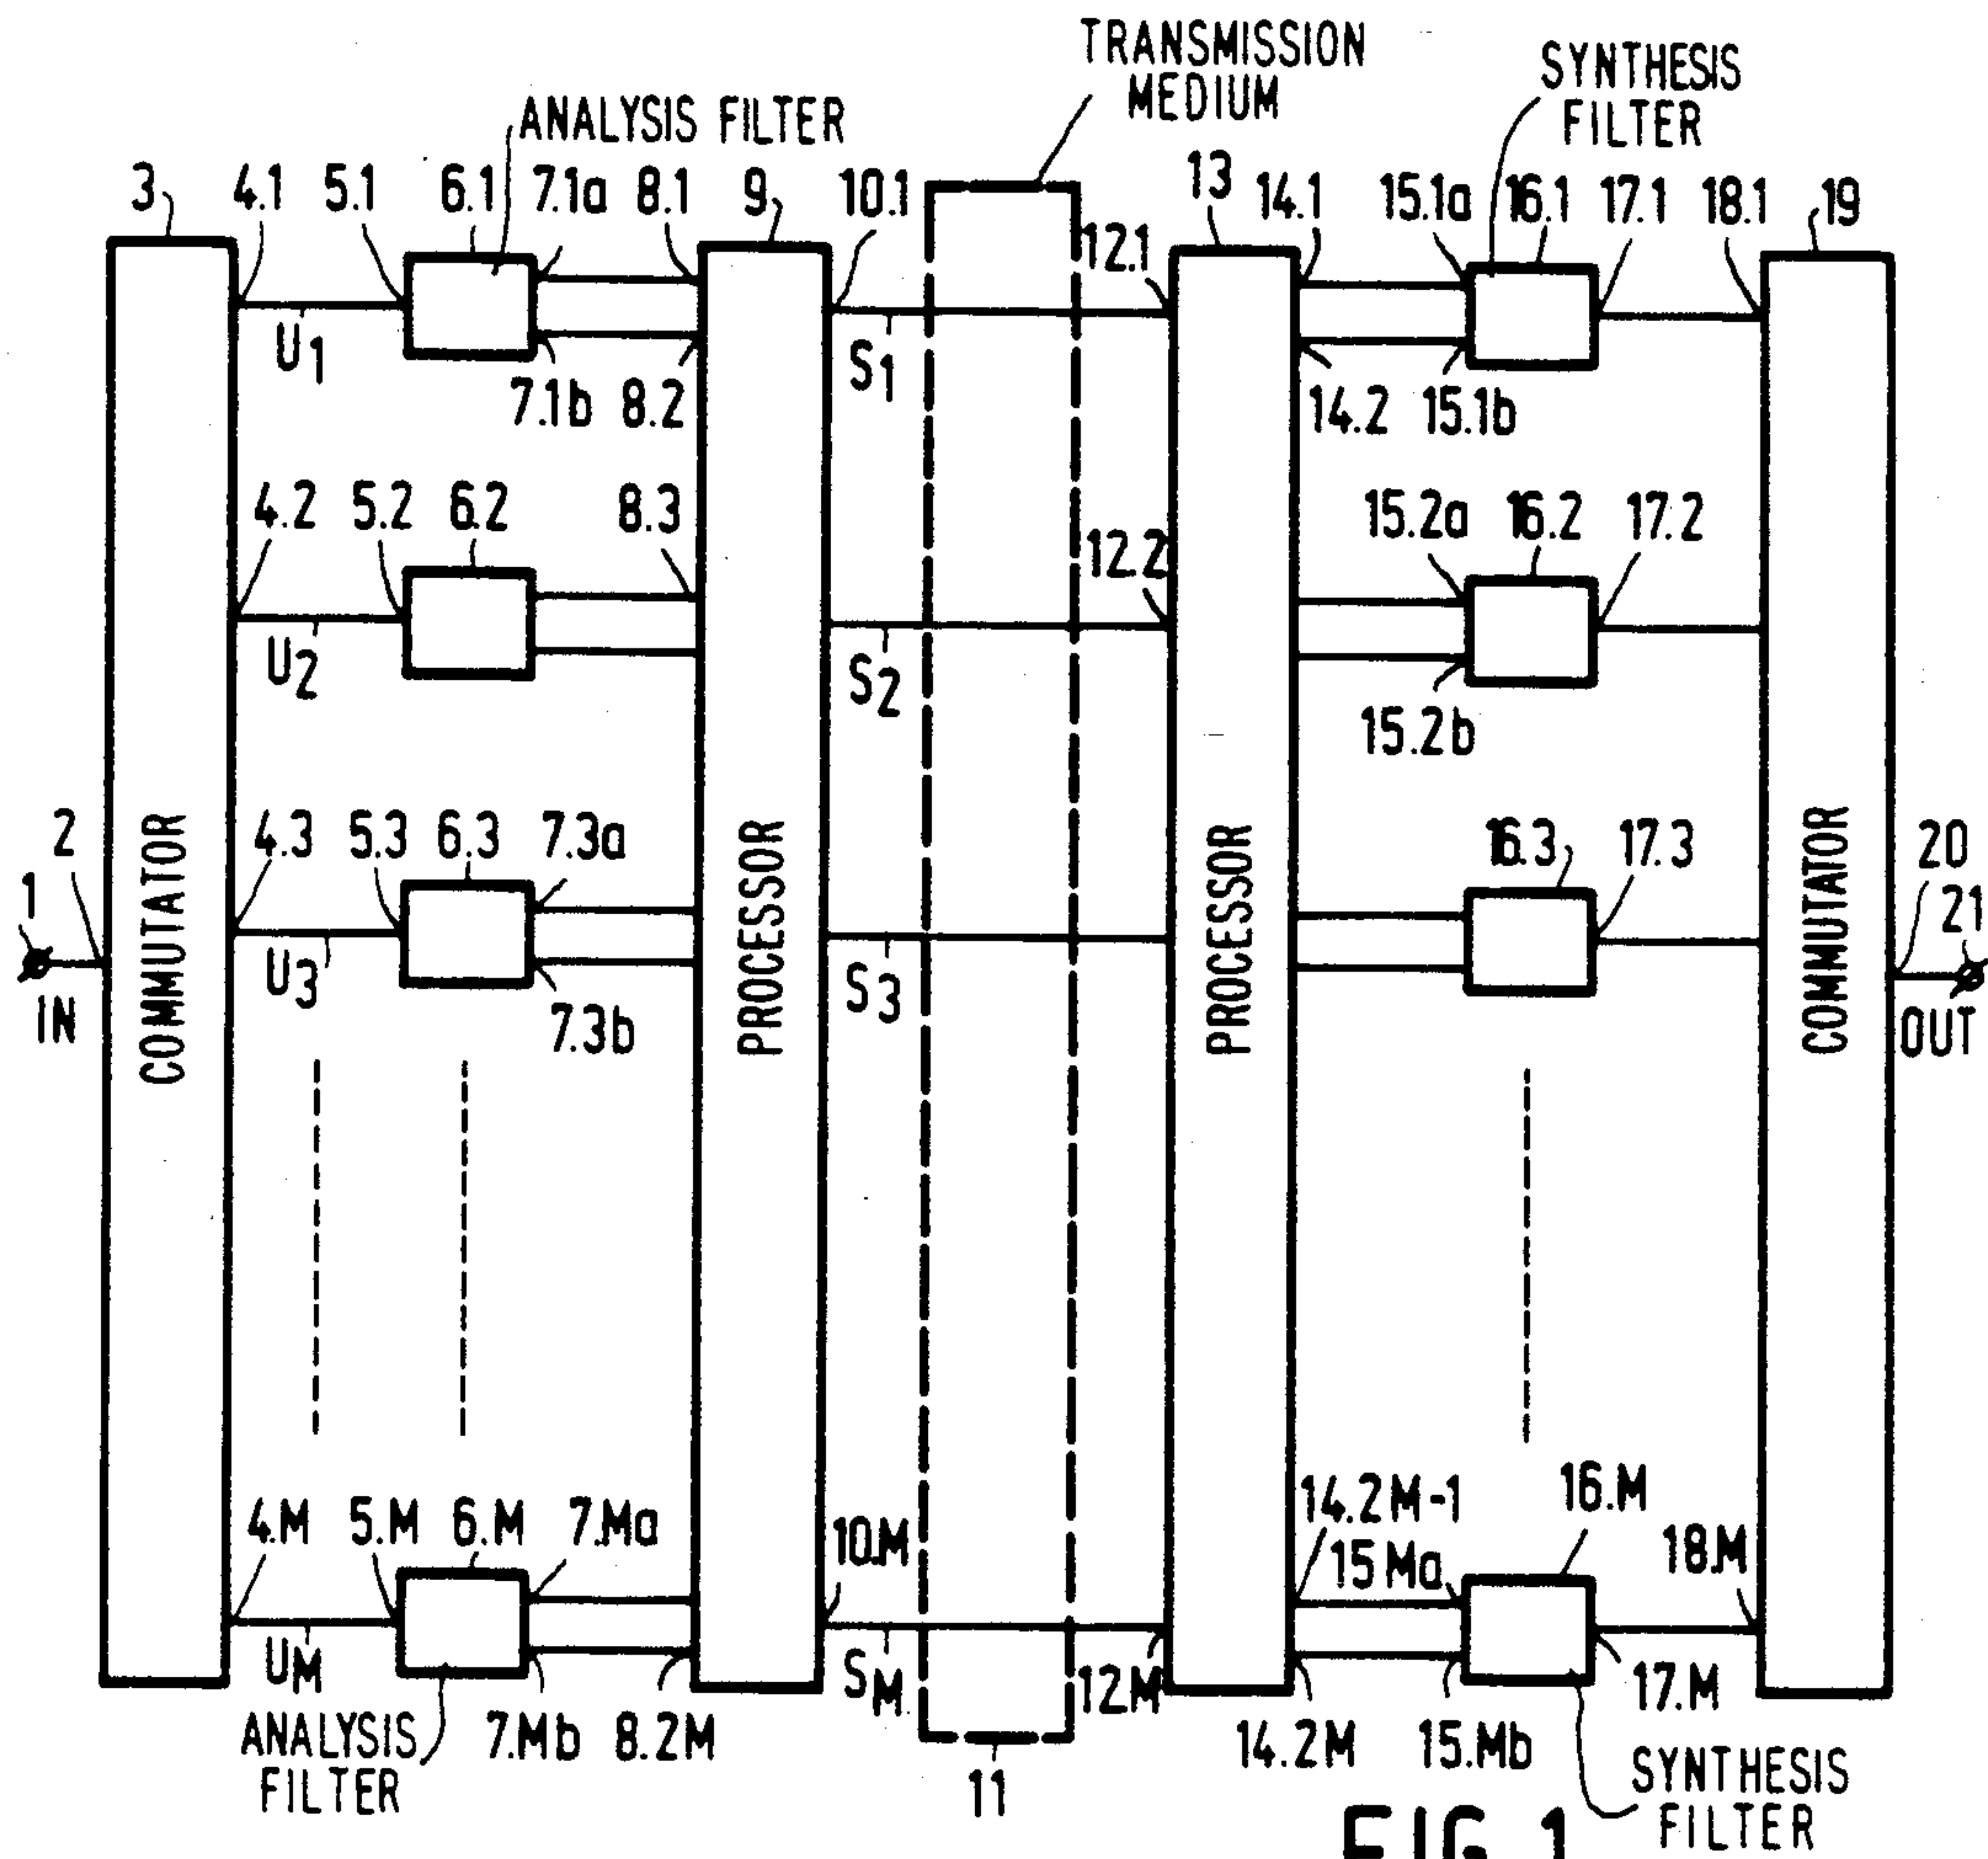 TRANSMISSION
MEDIUM
SYNTHESIS
FILTER
ANALYSIS FILTER
3 4.1 5.1 6.1 7.1a 8.1 9 10.1 12.1 13 14.1 15.1a 16.1 17.1 18.1 19
U1 S1
7.1b 8.2 14.2 15.1b
4.2 5.2 6.2 8.3 12.2 15.2a 16.2 17.2
U2 S2
15.2b
2 4.3 5.3 6.3 7.3a 16.3 17.3 20
1 21
U3 S3
IN 7.3b OUT
COMMUTATOR
PROCESSOR
PROCESSOR
COMMUTATOR
4.M 5.M 6.M 7.Ma 10.M 14.2M-1 16.M
15 Ma 18.M
UM SM 12M 17.M
7.Mb 8.2M 14.2M 15.Mb
ANALYSIS
FILTER
11
SYNTHESIS
FILTER
FIG. 1